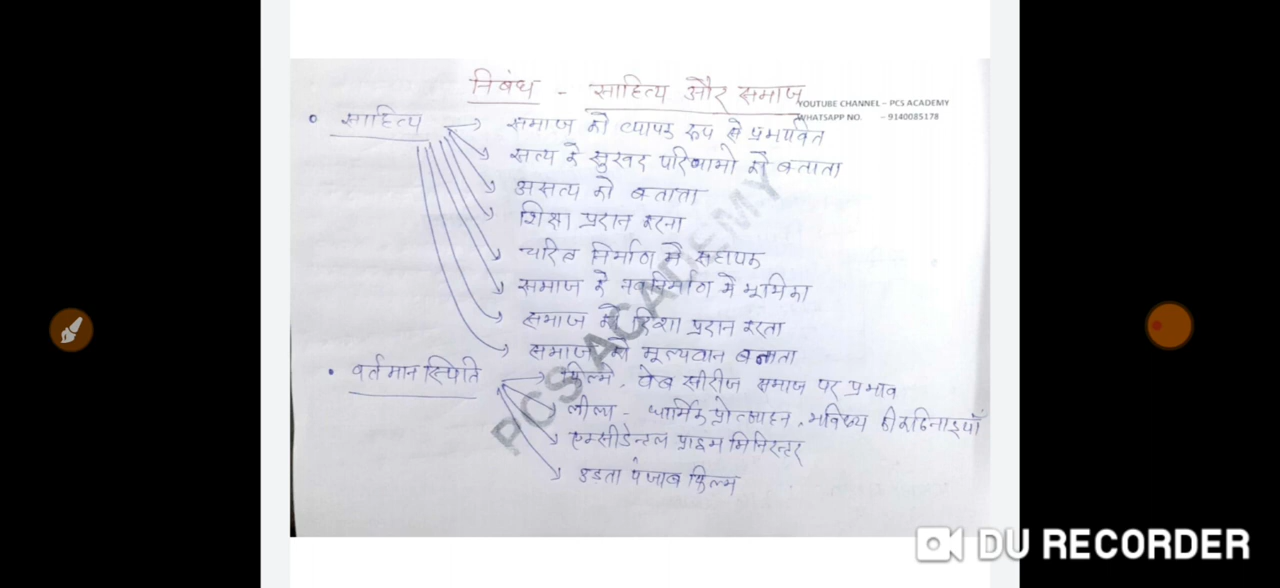 निबंध - साहित्य और समाज
YOUTUBE CHANNEL - PCS ACADEMY
WHATSAPP NO. - 9140085178
• साहित्य → समाज को व्यापक रूप से प्रभावित
सत्य के सुखद परिणामो को बताता
असत्य को बताता
शिक्षा प्रदान करना
चरित्र निर्माण में सहायक
समाज के नवनिर्माण में भूमिका
समाज को दिशा प्रदान करता
समाज को मूल्यवान बनाता
• वर्तमान स्थिति → फिल्मे, वेब सीरीज समाज पर प्रभाव
लीला - धार्मिक प्रोत्साहन, भविष्य की कठिनाइयाँ
एक्सीडेन्टल प्राइम मिनिस्टर
उड़ता पंजाब फिल्म
PCS ACADEMY
DU RECORDER